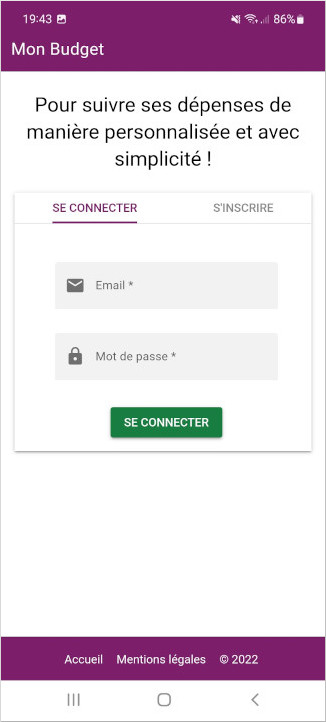 19:43 86%
Mon Budget
Pour suivre ses dépenses de
manière personnalisée et avec
simplicité !
SE CONNECTER S'INSCRIRE
Email *
Mot de passe *
SE CONNECTER
Accueil Mentions légales © 2022